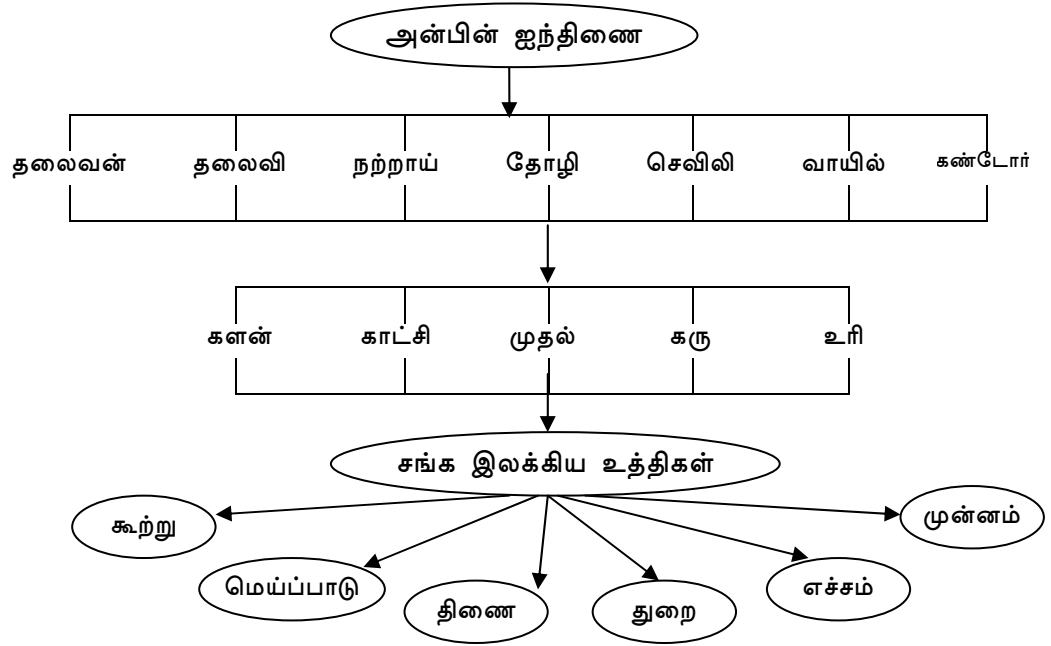 அன்பின் ஐந்திணை
தலைவன் தலைவி நற்றாய் தோழி செவிலி வாயில் கண்டோர்
களன் காட்சி முதல் கரு உரி
சங்க இலக்கிய உத்திகள்
கூற்று முன்னம்
மெய்ப்பாடு திணை துறை எச்சம்